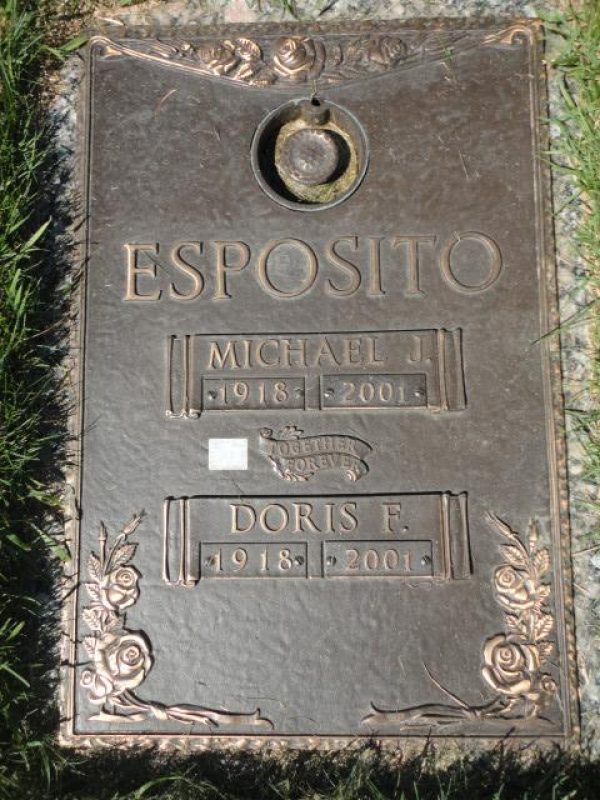 ESPOSITO
MICHAEL J.
1918 2001
TOGETHER
FOREVER
DORIS F.
1918 2001